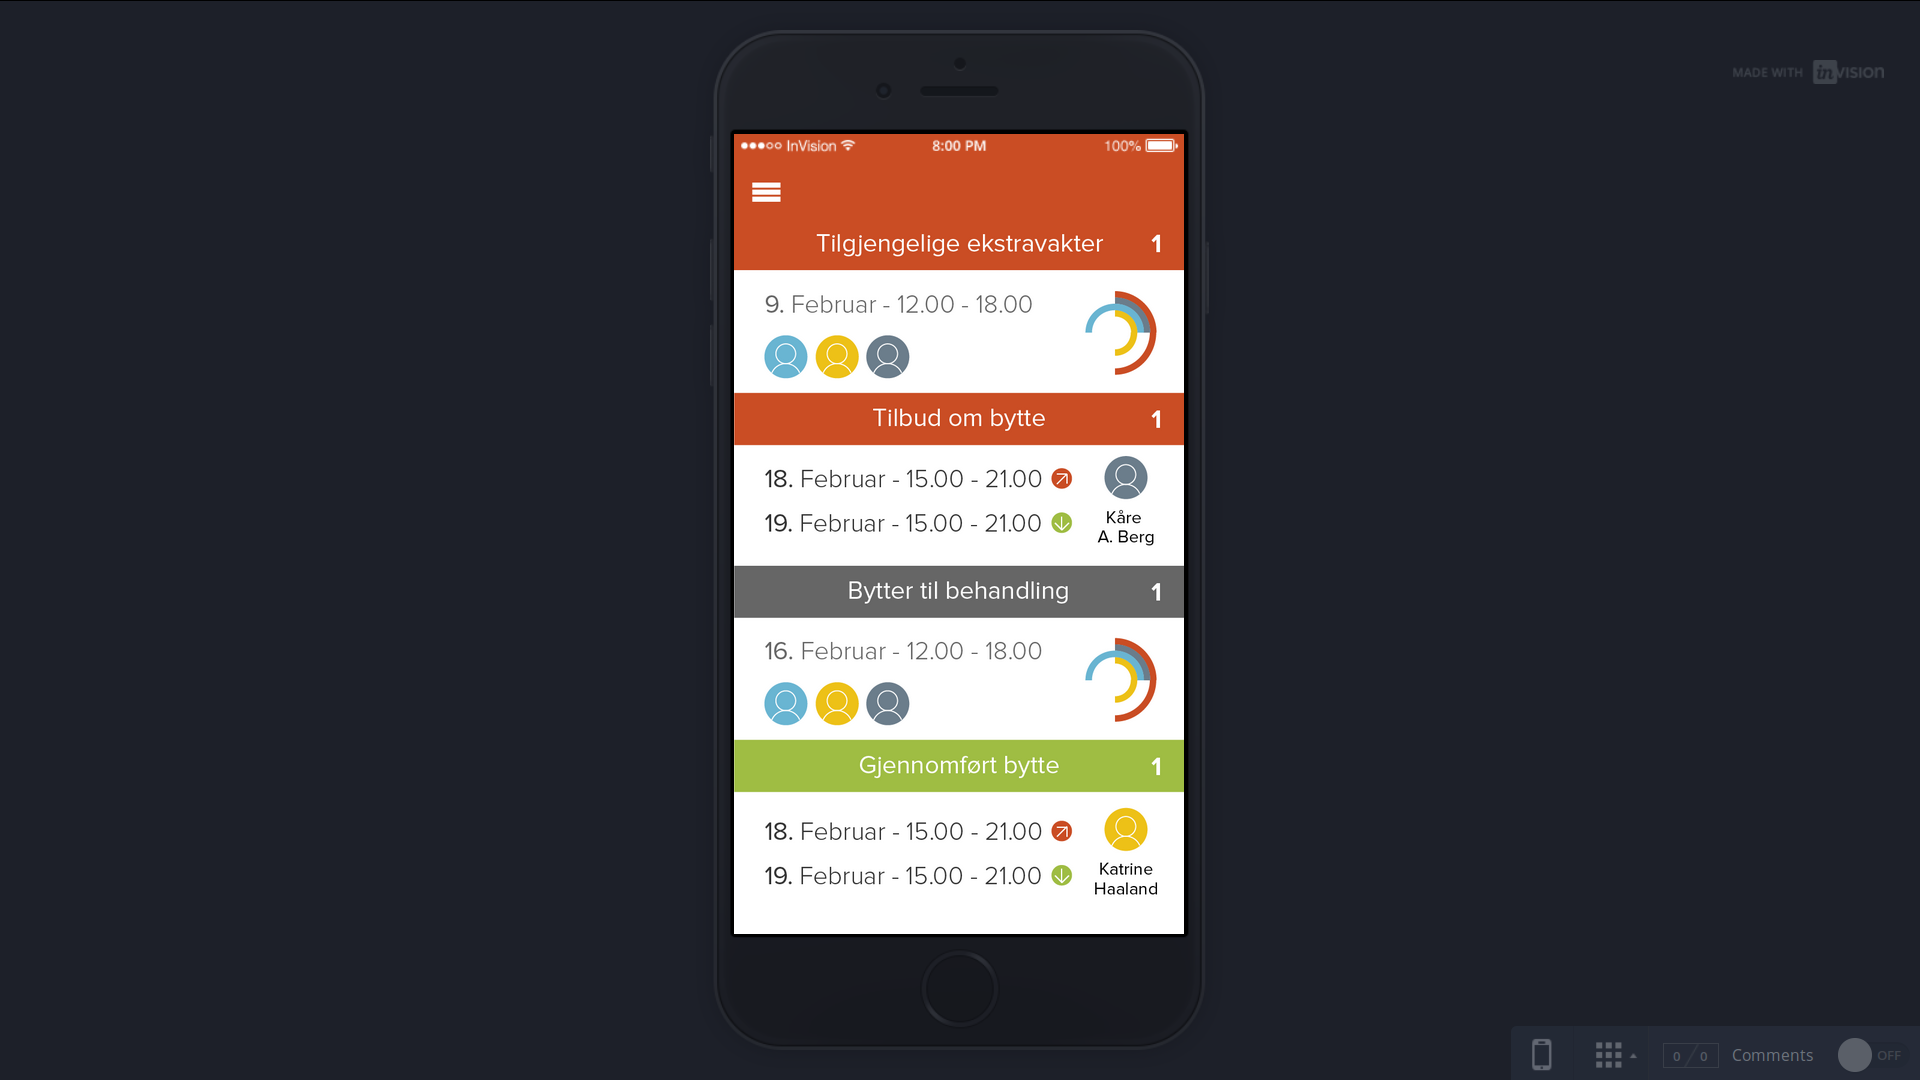 MADE WITH inVISION
InVision 8:00 PM 100%
Tilgjengelige ekstravakter 1
9. Februar - 12.00 - 18.00
Tilbud om bytte 1
18. Februar - 15.00 - 21.00
19. Februar - 15.00 - 21.00
Kåre
A. Berg
Bytter til behandling 1
16. Februar - 12.00 - 18.00
Gjennomført bytte 1
18. Februar - 15.00 - 21.00
19. Februar - 15.00 - 21.00
Katrine
Haaland
0 / 0 Comments OFF